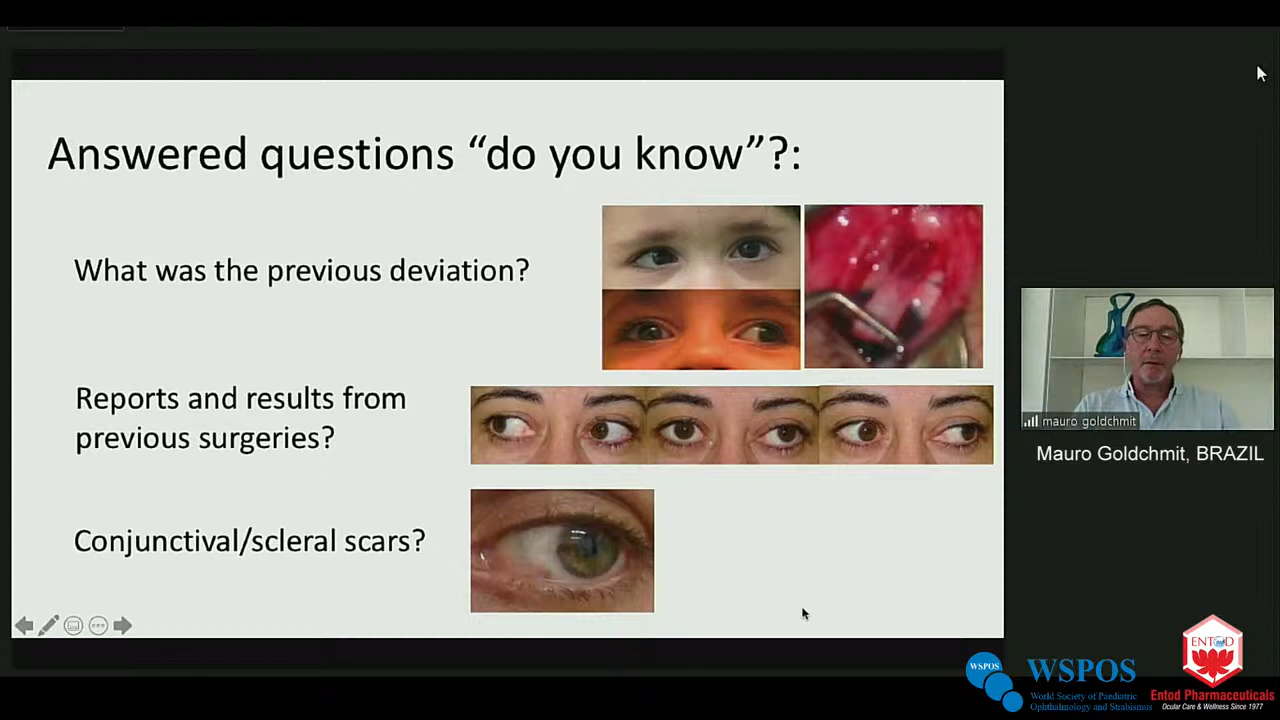 Answered questions “do you know”?:
What was the previous deviation?
Reports and results from
previous surgeries?
Conjunctival/scleral scars?
mauro goldchmit
Mauro Goldchmit, BRAZIL
WSPOS
WSPOS
World Society of Paediatric
Ophthalmology and Strabismus
ENTOD
Entod Pharmaceuticals
Ocular Care & Wellness Since 1977